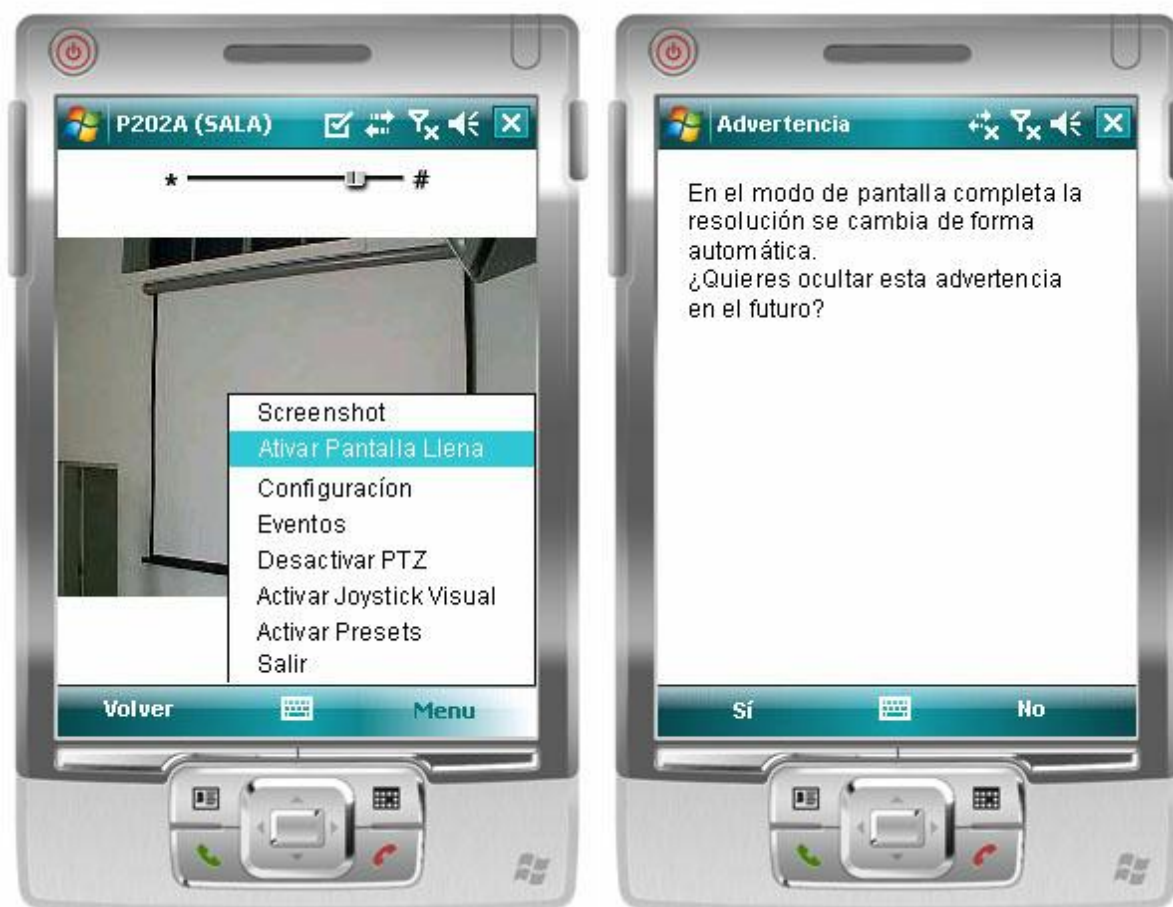 P202A (SALA)
* #
Screenshot
Ativar Pantalla Llena
Configuracíon
Eventos
Desactivar PTZ
Activar Joystick Visual
Activar Presets
Salir
Volver
Menu
Advertencia
En el modo de pantalla completa la
resolución se cambia de forma
automática.
¿Quieres ocultar esta advertencia
en el futuro?
Sí
No